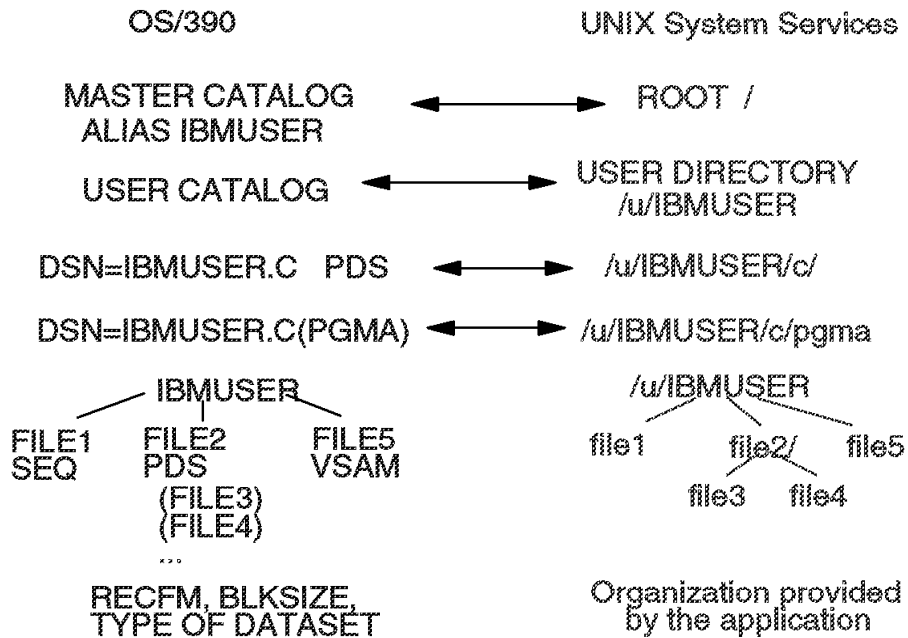 OS/390 UNIX System Services
MASTER CATALOG ROOT /
ALIAS IBMUSER
USER CATALOG USER DIRECTORY
/u/IBMUSER
DSN=IBMUSER.C PDS /u/IBMUSER/c/
DSN=IBMUSER.C(PGMA) /u/IBMUSER/c/pgma
IBMUSER /u/IBMUSER
FILE1 FILE2 FILE5 file1 file2/ file5
SEQ PDS VSAM
(FILE3) file3 file4
(FILE4)
...
RECFM, BLKSIZE, Organization provided
TYPE OF DATASET by the application